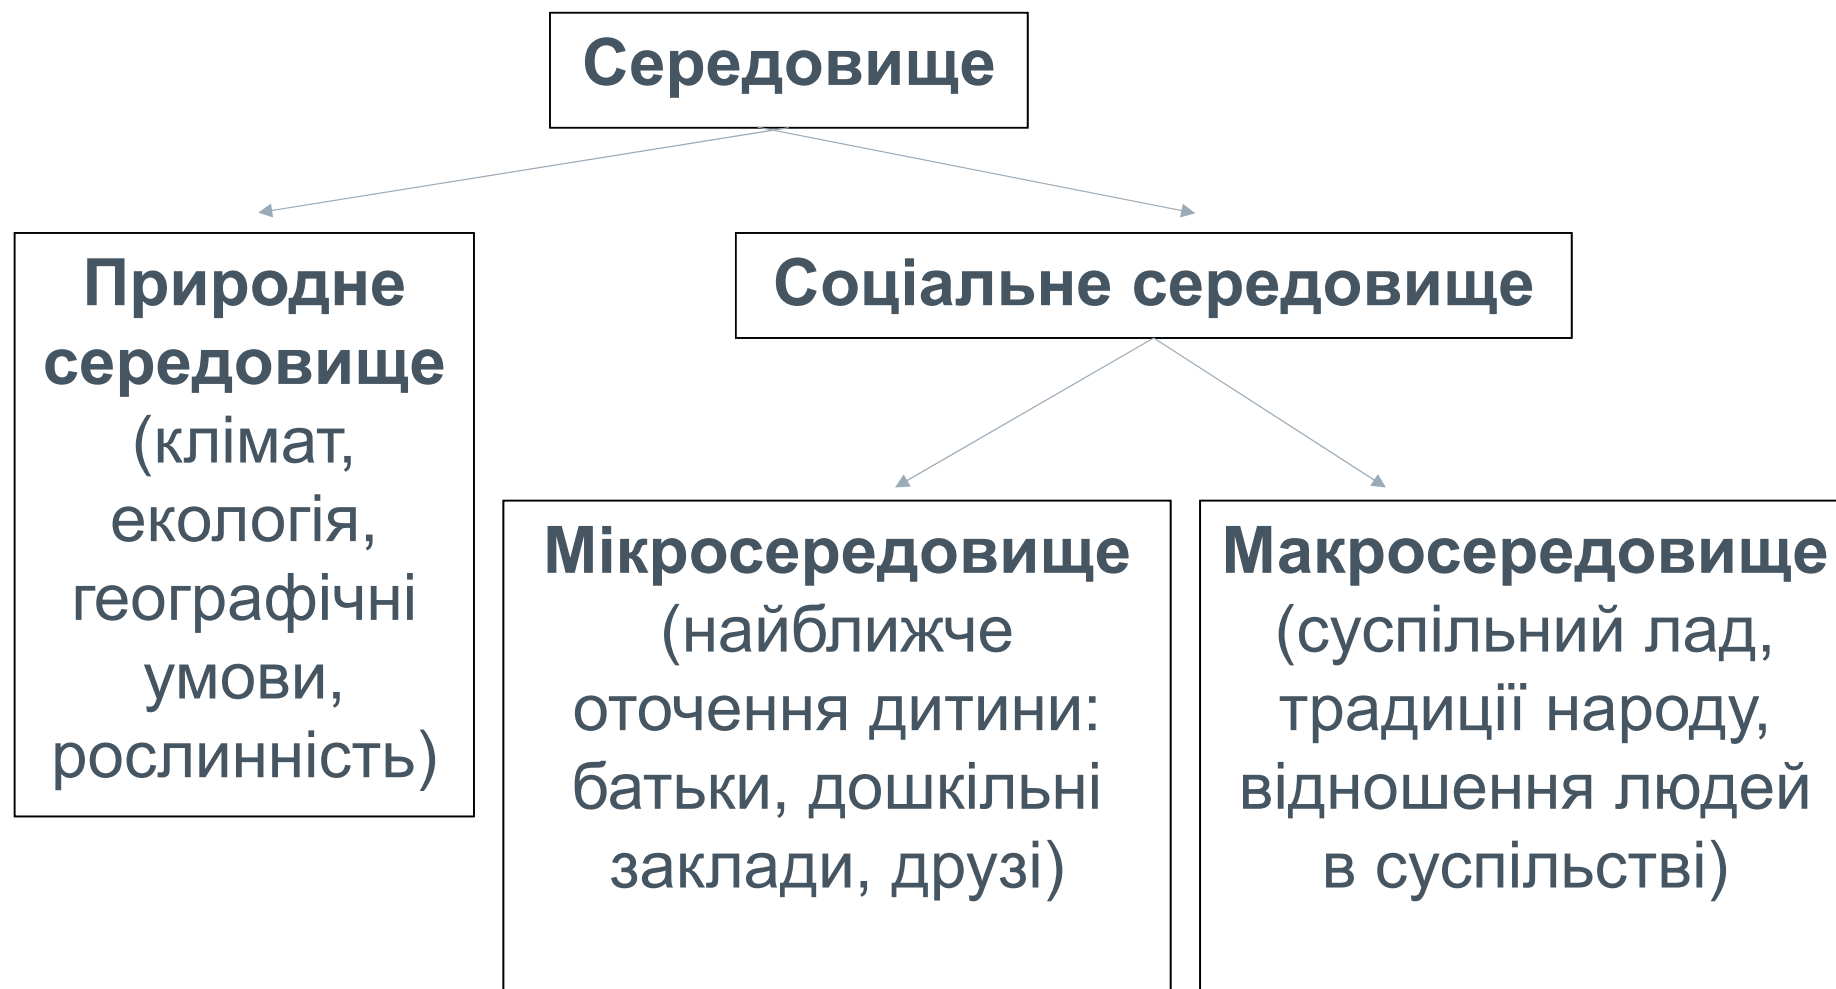 Середовище
Природне
середовище
(клімат,
екологія,
географічні
умови,
рослинність)
Соціальне середовище
Мікросередовище
(найближче
оточення дитини:
батьки, дошкільні
заклади, друзі)
Макросередовище
(суспільний лад,
традиції народу,
відношення людей
в суспільстві)